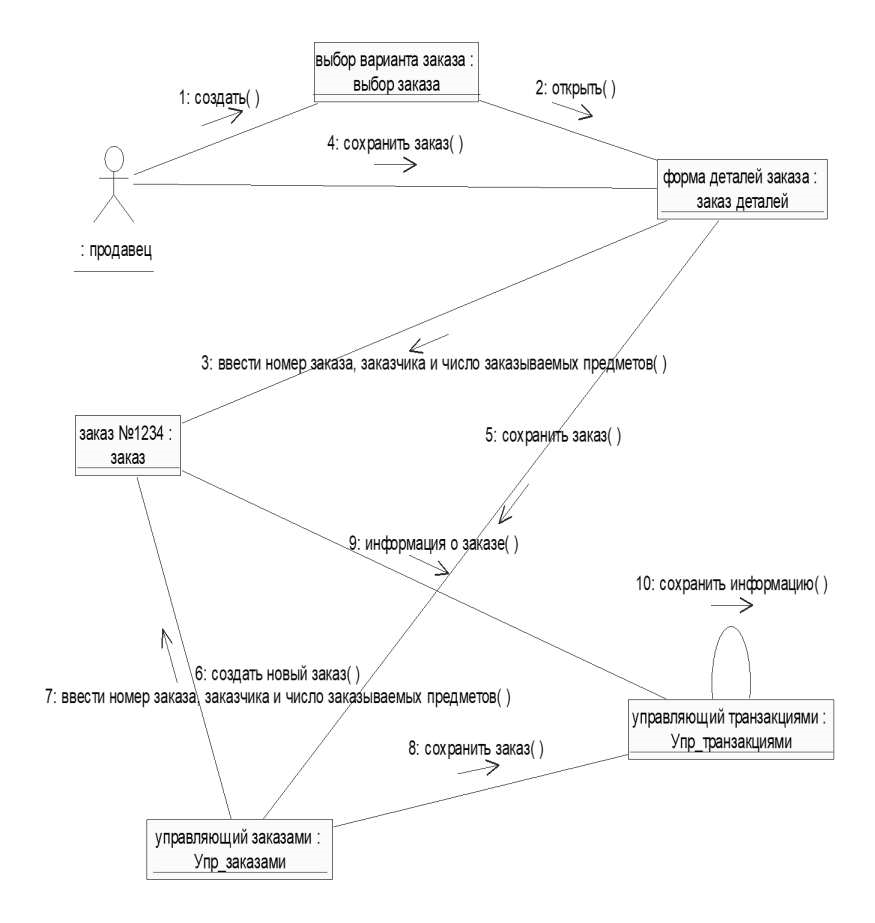 выбор варианта заказа :
выбор заказа
1: создать( )
2: открыть( )
4: сохранить заказ( )
форма деталей заказа :
заказ деталей
: продавец
3: ввести номер заказа, заказчика и число заказываемых предметов( )
заказ №1234 :
заказ
5: сохранить заказ( )
9: информация о заказе( )
10: сохранить информацию( )
6: создать новый заказ( )
7: ввести номер заказа, заказчика и число заказываемых предметов( )
управляющий транзакциями :
Упр_транзакциями
8: сохранить заказ( )
управляющий заказами :
Упр_заказами